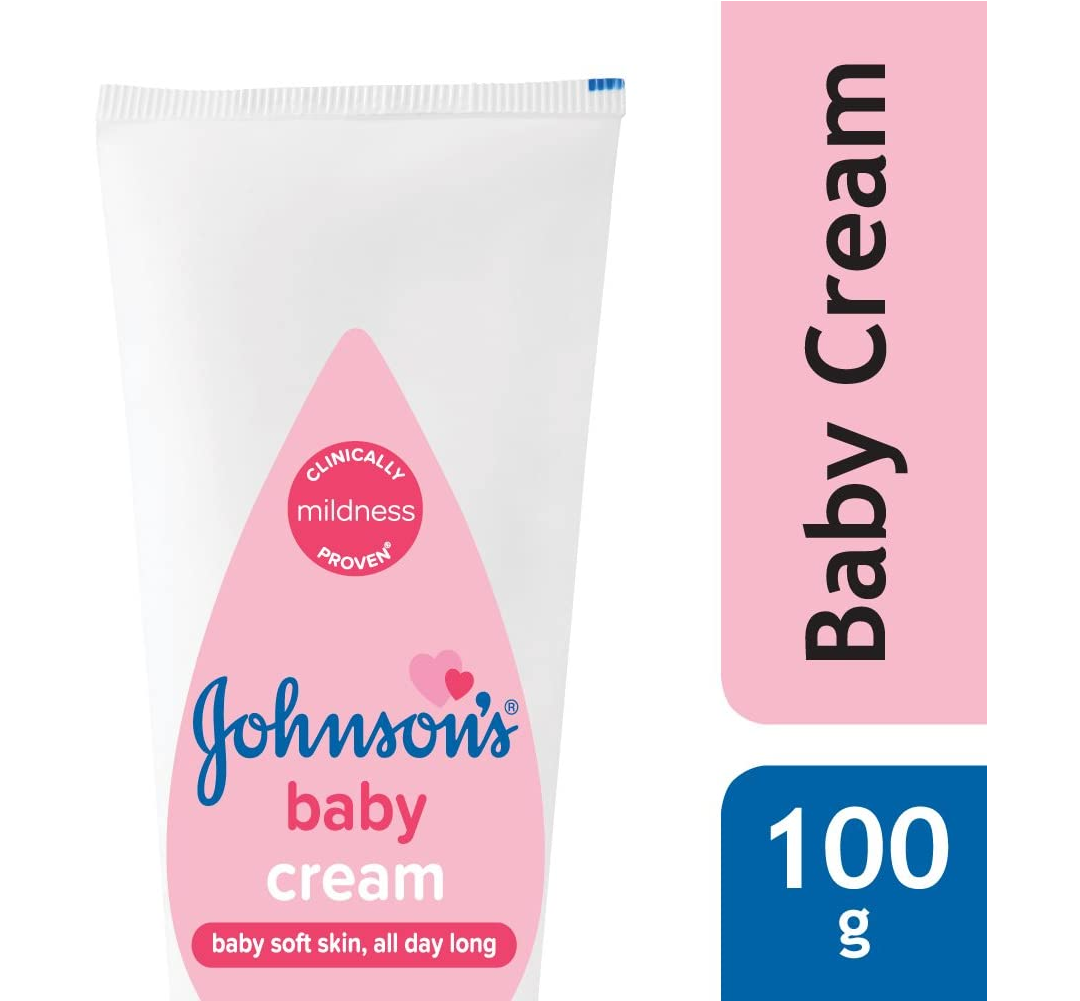 CLINICALLY
mildness
PROVEN®
Johnson's®
baby
cream
baby soft skin, all day long
Baby Cream
100
g